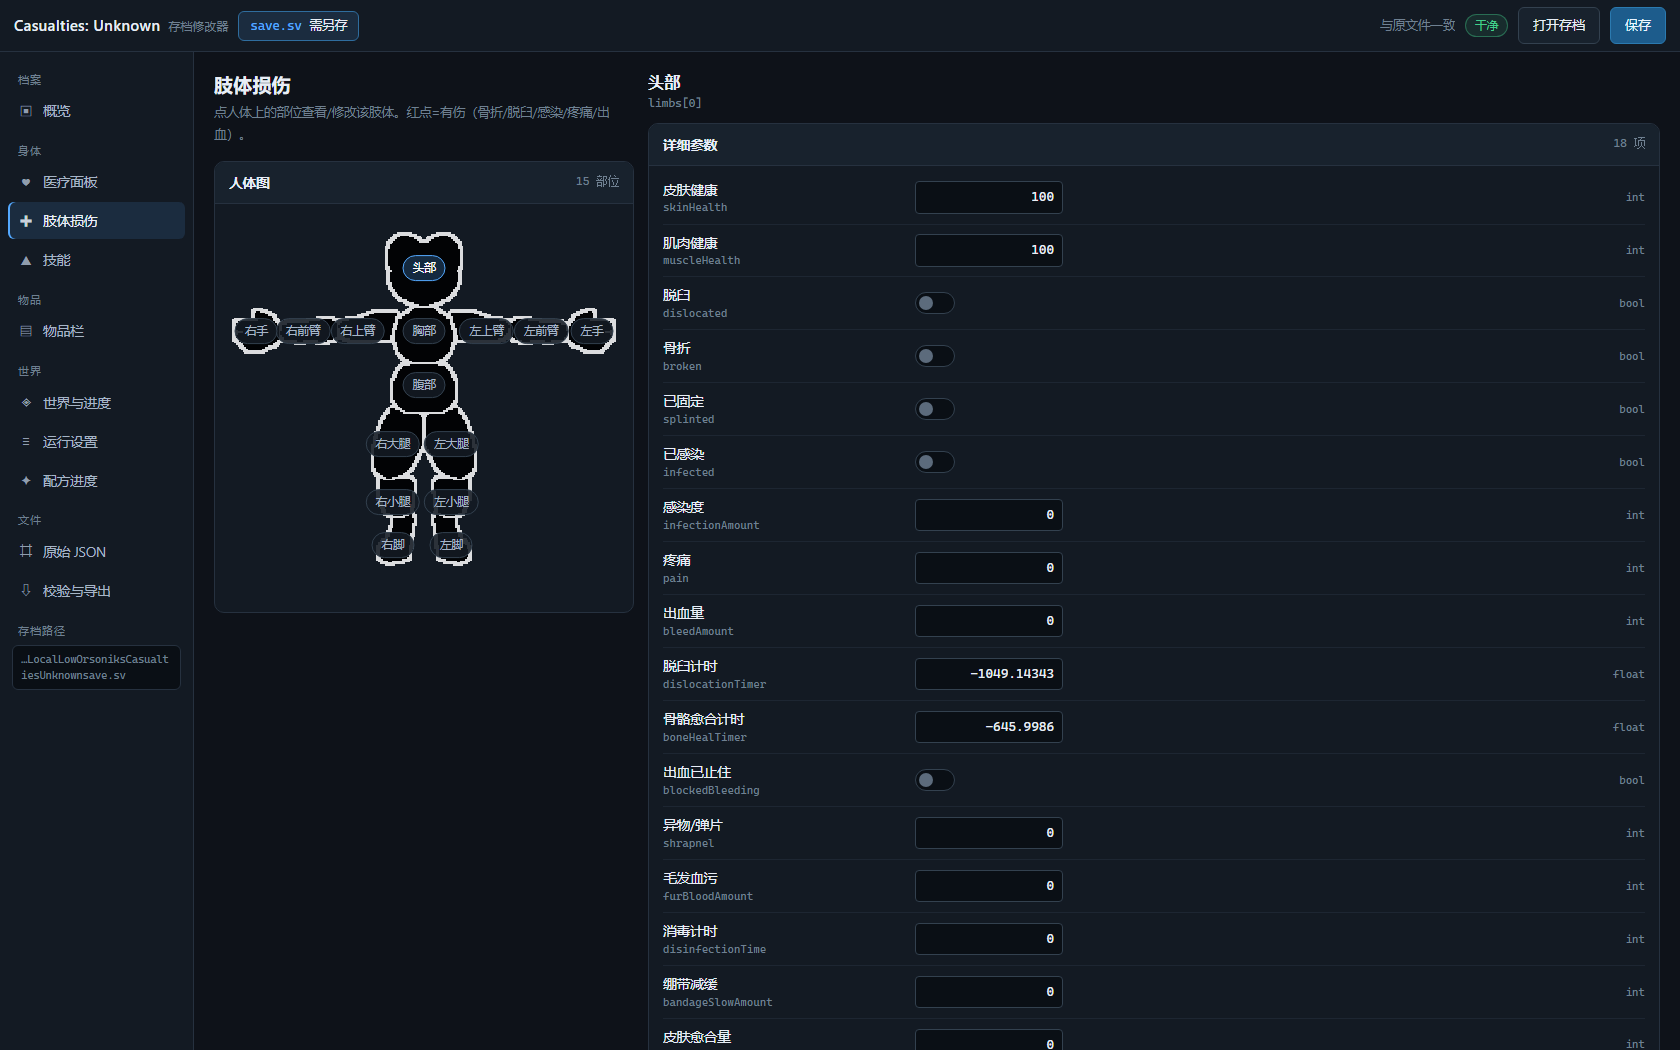 Casualties: Unknown 存档修改器 save.sv 需另存
与原文件一致 干净 打开存档 保存
档案
概览
身体
医疗面板
肢体损伤
技能
物品
物品栏
世界
世界与进度
运行设置
配方进度
文件
原始 JSON
校验与导出
存档路径
…LocalLowOrsoniksCasualt
iesUnknownsave.sv
肢体损伤
点人体上的部位查看/修改该肢体。红点=有伤（骨折/脱臼/感染/疼痛/出
血）。
人体图 15 部位
头部
右手 右前臂 右上臂 胸部 左上臂 左前臂 左手
腹部
右大腿 左大腿
右小腿 左小腿
右脚 左脚
头部
limbs[0]
详细参数 18 项
皮肤健康
skinHealth
100 int
肌肉健康
muscleHealth
100 int
脱臼
dislocated
bool
骨折
broken
bool
已固定
splinted
bool
已感染
infected
bool
感染度
infectionAmount
0 int
疼痛
pain
0 int
出血量
bleedAmount
0 int
脱臼计时
dislocationTimer
-1049.14343 float
骨骼愈合计时
boneHealTimer
-645.9986 float
出血已止住
blockedBleeding
bool
异物/弹片
shrapnel
0 int
毛发血污
furBloodAmount
0 int
消毒计时
disinfectionTime
0 int
绷带减缓
bandageSlowAmount
0 int
皮肤愈合量
0 int